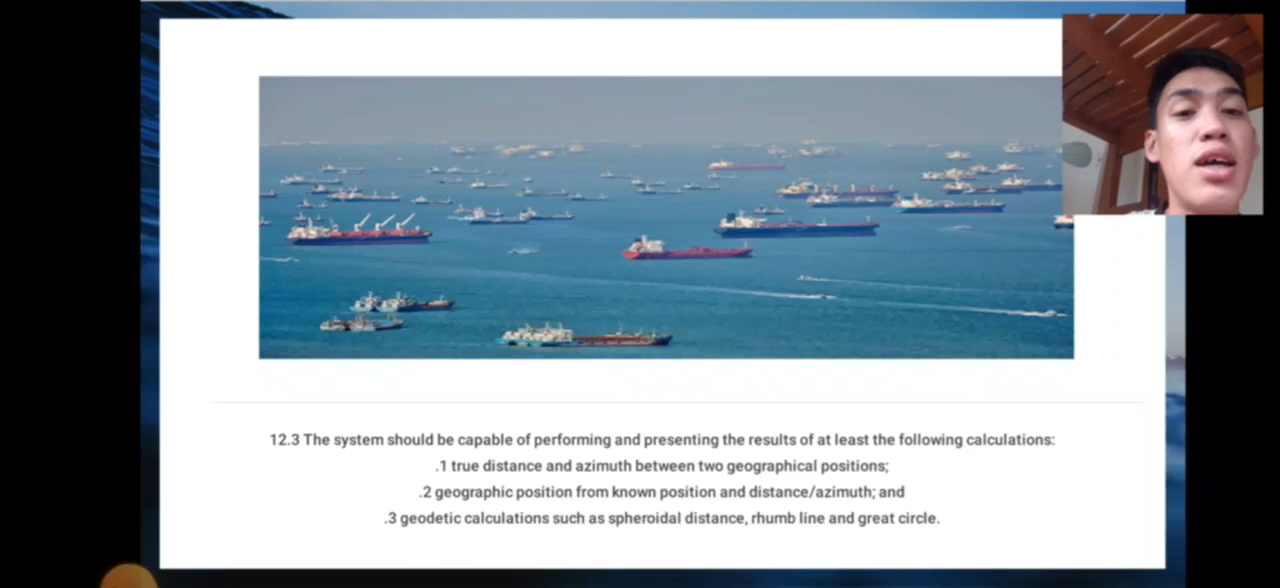 12.3 The system should be capable of performing and presenting the results of at least the following calculations:
.1 true distance and azimuth between two geographical positions;
.2 geographic position from known position and distance/azimuth; and
.3 geodetic calculations such as spheroidal distance, rhumb line and great circle.